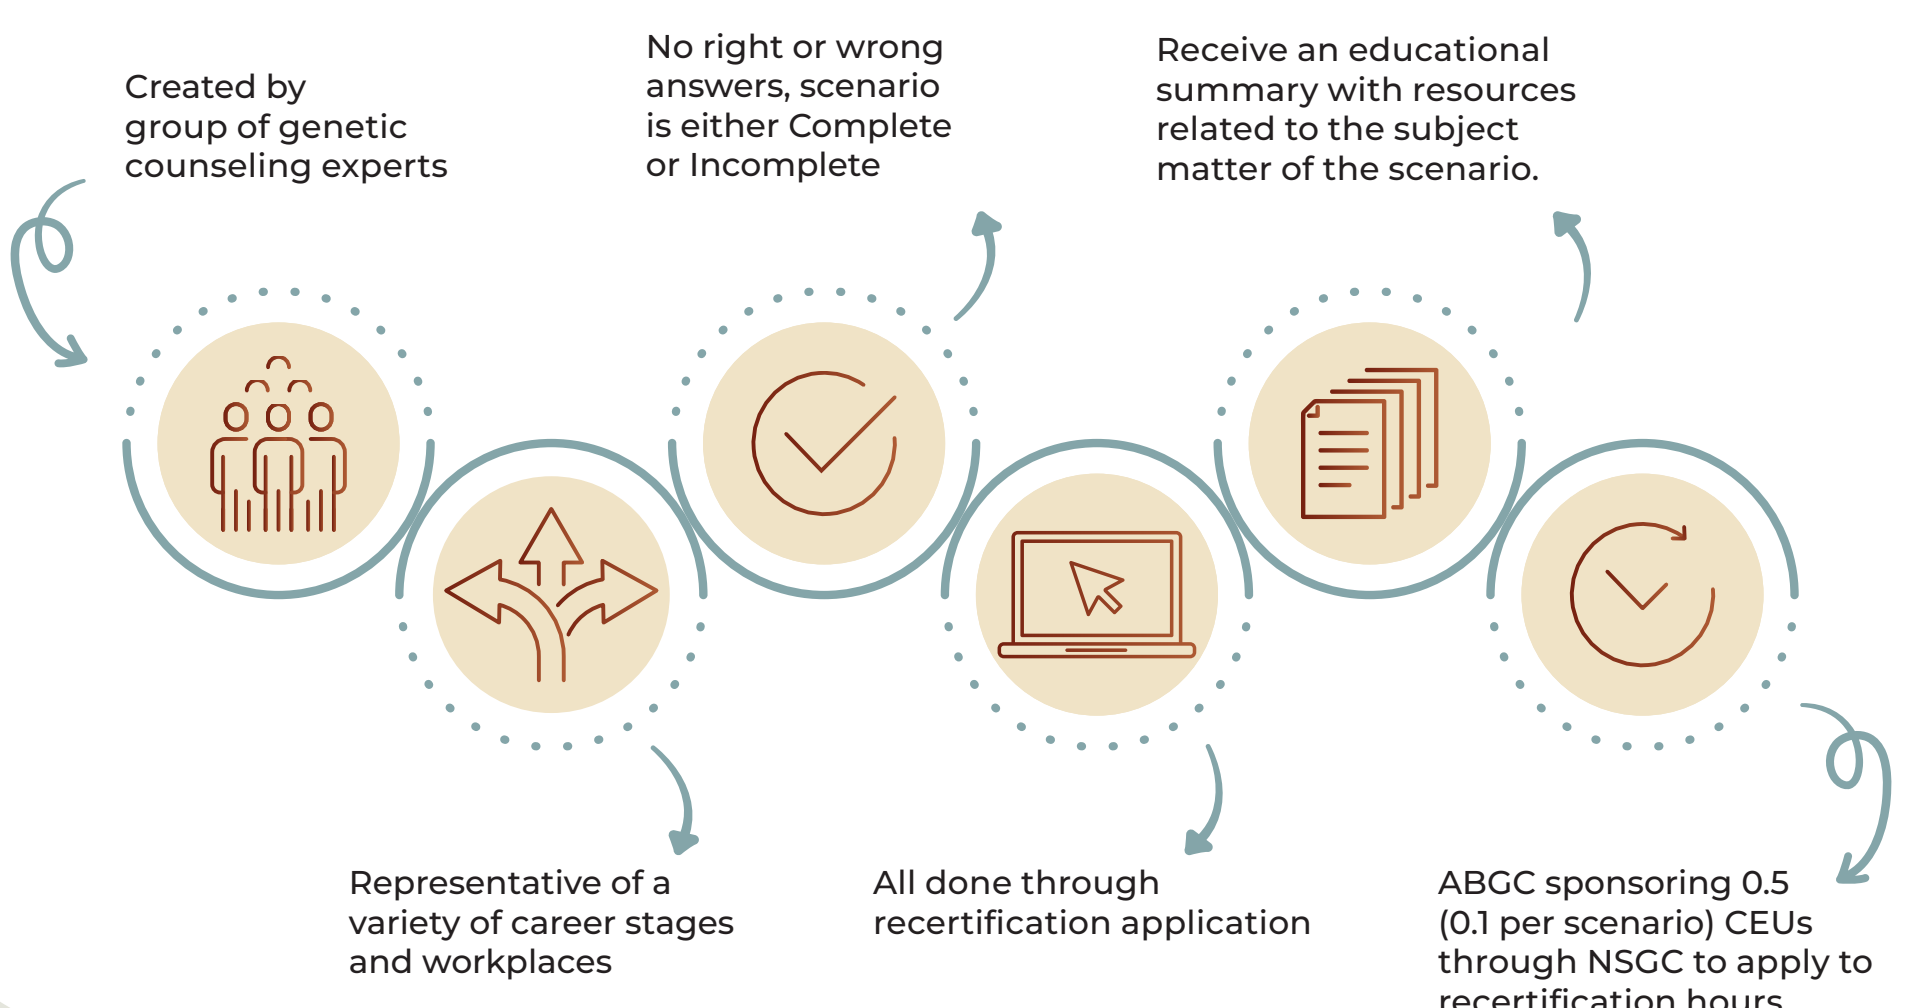 Created by
group of genetic
counseling experts
Representative of a
variety of career stages
and workplaces
No right or wrong
answers, scenario
is either Complete
or Incomplete
All done through
recertification application
Receive an educational
summary with resources
related to the subject
matter of the scenario.
ABGC sponsoring 0.5
(0.1 per scenario) CEUs
through NSGC to apply to
recertification hours